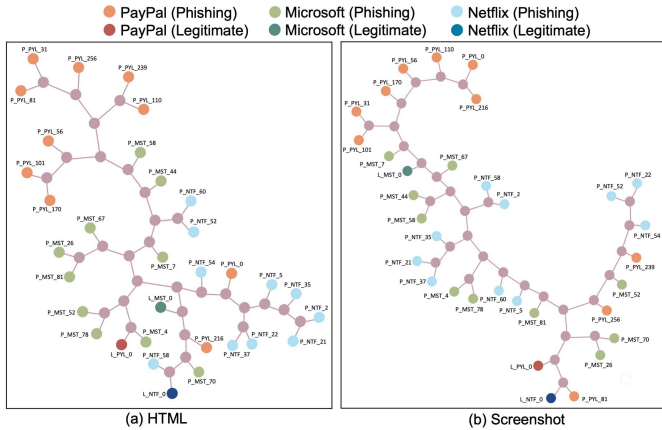 PayPal (Phishing) Microsoft (Phishing) Netflix (Phishing)
PayPal (Legitimate) Microsoft (Legitimate) Netflix (Legitimate)
P_PYL_31
P_PYL_256
P_PYL_239
P_PYL_81
P_PYL_110
P_PYL_56
P_MST_58
P_PYL_101
P_MST_44
P_NTF_60
P_PYL_170
P_NTF_52
P_MST_67
P_MST_26
P_MST_7
P_NTF_54
P_PYL_0
P_MST_81
P_NTF_5
P_NTF_35
L_MST_0
P_NTF_2
P_MST_52
P_MST_4
P_PYL_216
P_NTF_22
P_MST_78
P_NTF_21
L_PYL_0
P_NTF_58
P_NTF_37
P_MST_70
L_NTF_0
(a) HTML
P_PYL_110
P_PYL_56
P_PYL_0
P_PYL_170
P_PYL_216
P_PYL_31
P_PYL_101
P_MST_7
P_MST_67
L_MST_0
P_NTF_58
P_NTF_22
P_NTF_52
P_MST_44
P_NTF_2
P_MST_58
P_NTF_54
P_NTF_35
P_NTF_21
P_PYL_239
P_NTF_37
P_MST_4
P_MST_52
P_NTF_60
P_MST_78
P_NTF_5
P_MST_81
P_PYL_256
P_MST_70
L_PYL_0
P_MST_26
L_NTF_0
P_PYL_81
(b) Screenshot